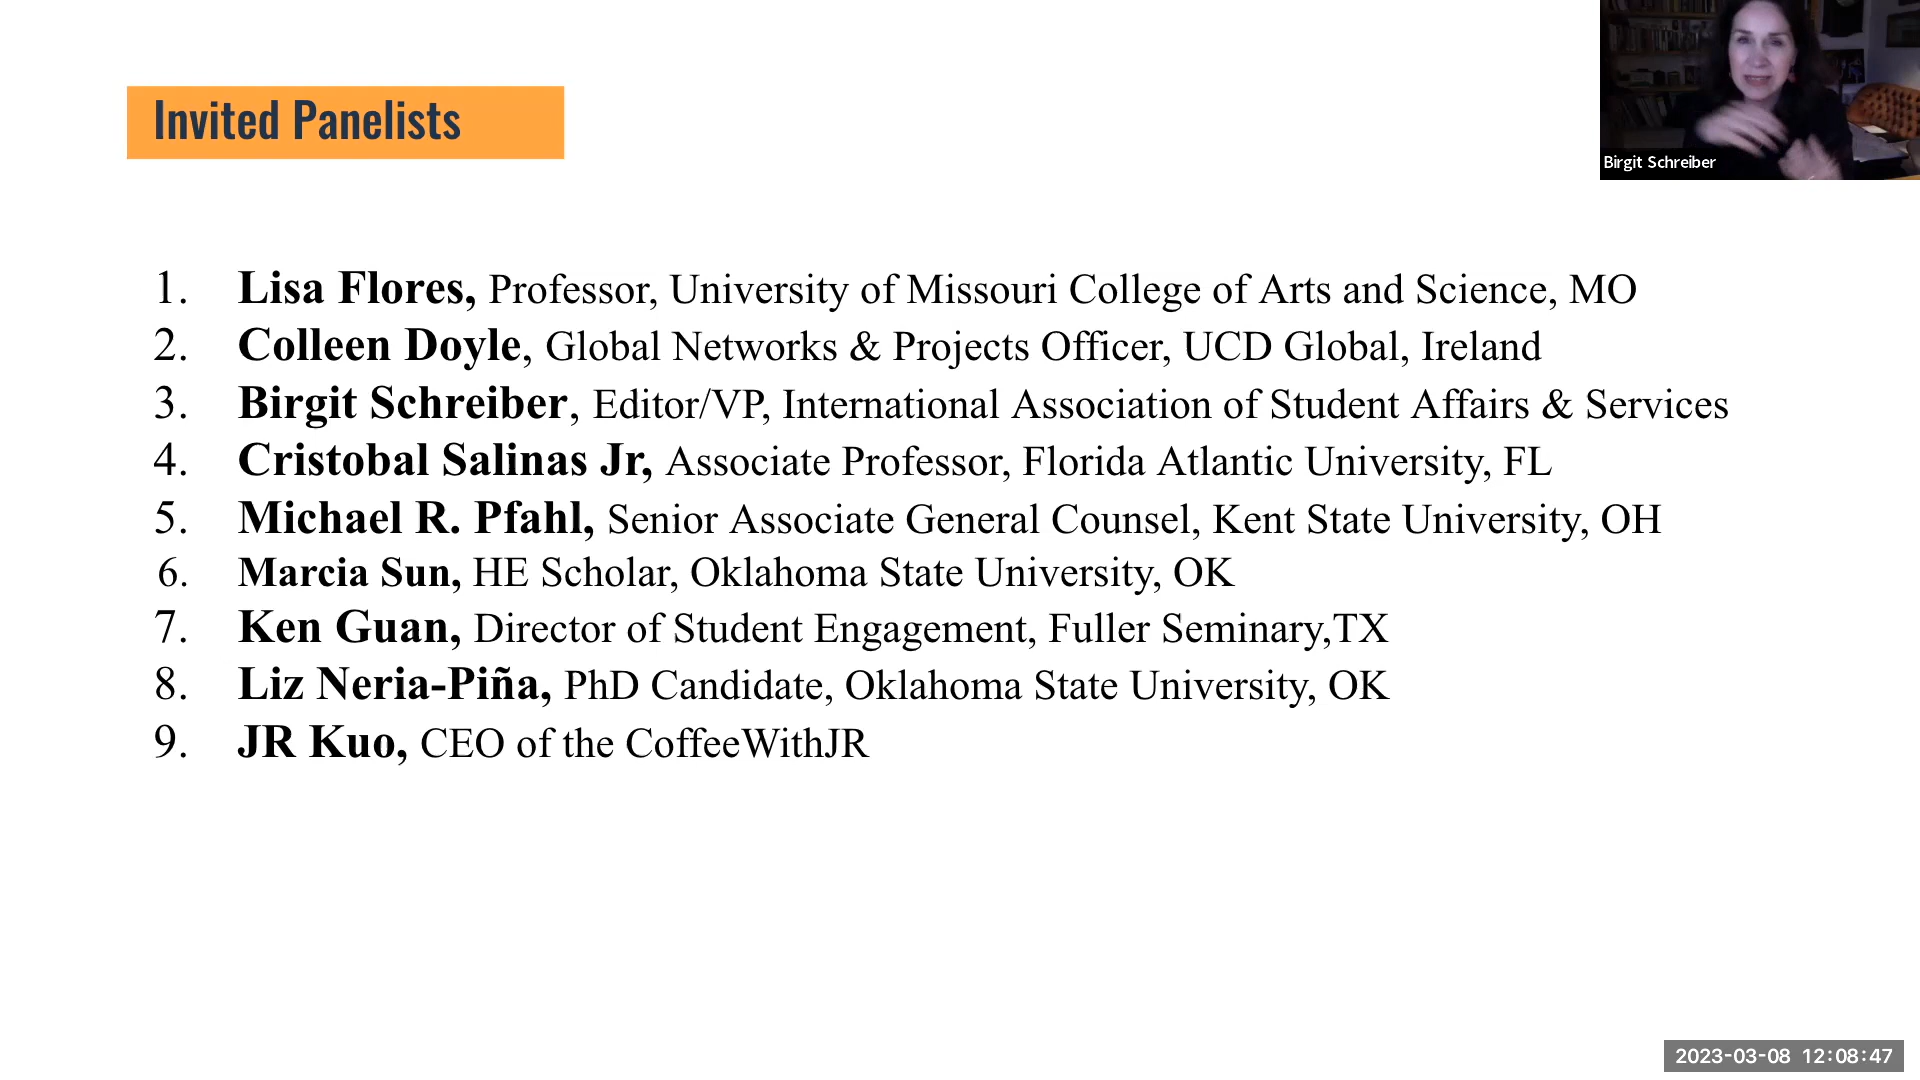 Invited Panelists
Birgit Schreiber
1. Lisa Flores, Professor, University of Missouri College of Arts and Science, MO
2. Colleen Doyle, Global Networks & Projects Officer, UCD Global, Ireland
3. Birgit Schreiber, Editor/VP, International Association of Student Affairs & Services
4. Cristobal Salinas Jr, Associate Professor, Florida Atlantic University, FL
5. Michael R. Pfahl, Senior Associate General Counsel, Kent State University, OH
6. Marcia Sun, HE Scholar, Oklahoma State University, OK
7. Ken Guan, Director of Student Engagement, Fuller Seminary,TX
8. Liz Neria-Piña, PhD Candidate, Oklahoma State University, OK
9. JR Kuo, CEO of the CoffeeWithJR
2023-03-08 12:08:47